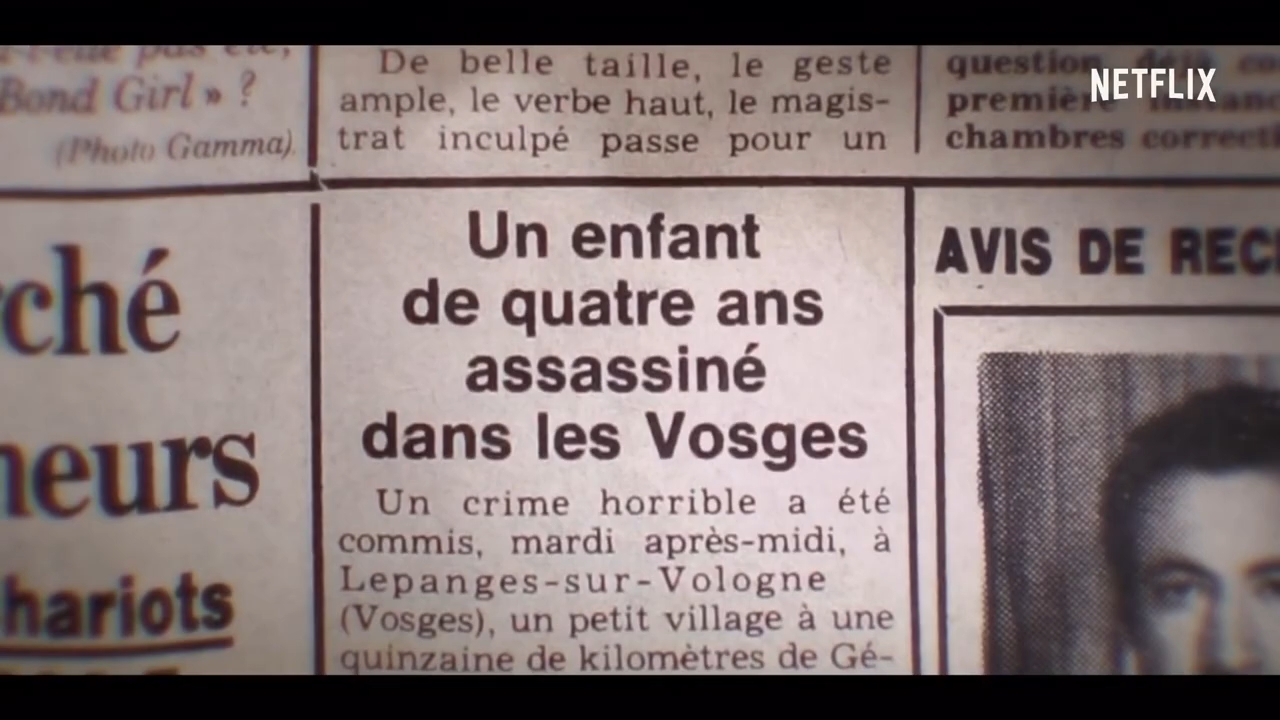 Bond Girl » ?
(Photo Gamma).
De belle taille, le geste
ample, le verbe haut, le magis-
trat inculpé passe pour un
question
chambres
NETFLIX
ché
neurs
hariots
Un enfant
de quatre ans
assassiné
dans les Vosges
Un crime horrible a été
commis, mardi après-midi, à
Lepanges-sur-Vologne
(Vosges), un petit village à une
quinzaine de kilomètres de Gé-
AVIS DE REC